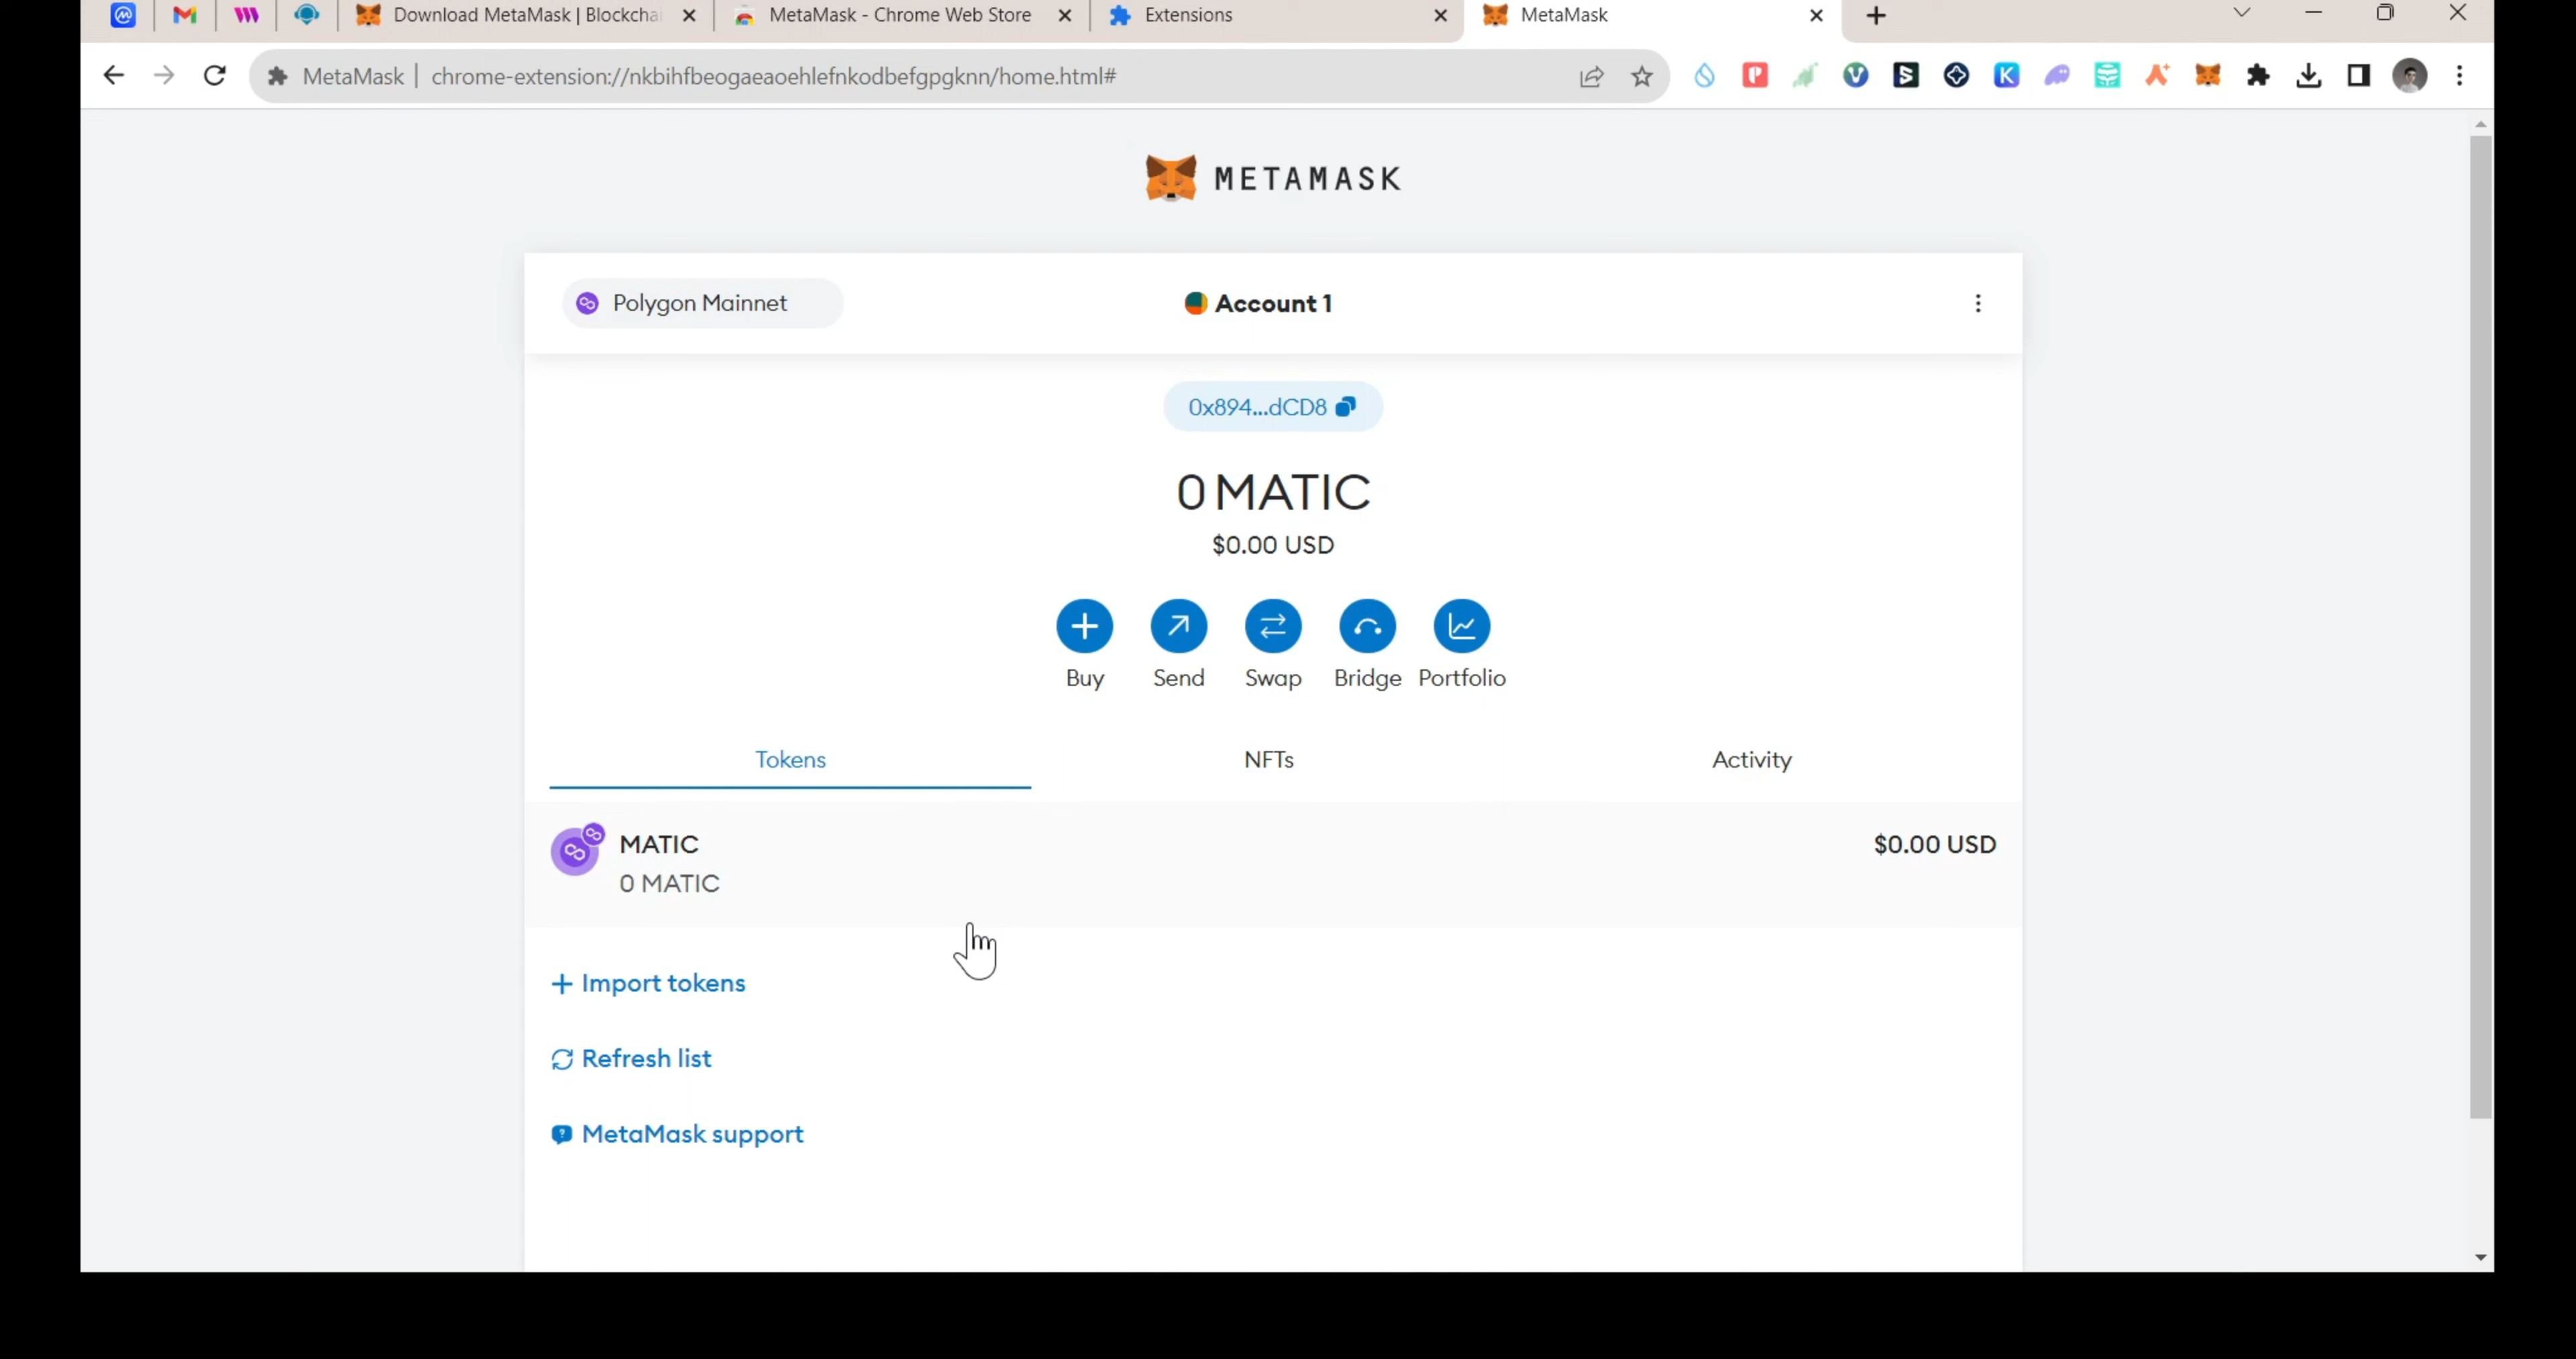 Download MetaMask | Blockchai
MetaMask - Chrome Web Store
Extensions
MetaMask
MetaMask | chrome-extension://nkbihfbeogaeaoehlefnkodbefgpgknn/home.html#
METAMASK
Polygon Mainnet
Account 1
0x894...dCD8
0 MATIC
$0.00 USD
Buy
Send
Swap
Bridge
Portfolio
Tokens
NFTs
Activity
MATIC
$0.00 USD
0 MATIC
+ Import tokens
Refresh list
MetaMask support